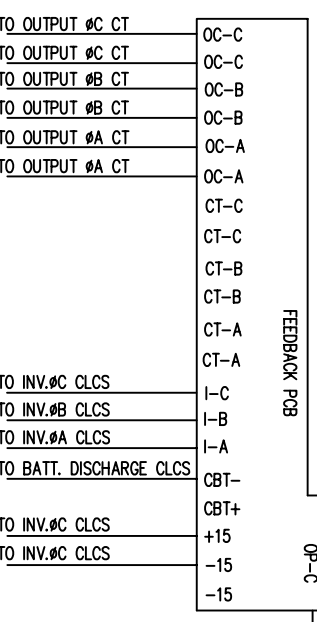 TO OUTPUT øC CT
OC-C
TO OUTPUT øC CT
OC-C
TO OUTPUT øB CT
OC-B
TO OUTPUT øB CT
OC-B
TO OUTPUT øA CT
OC-A
TO OUTPUT øA CT
OC-A
CT-C
CT-C
CT-B
CT-B
CT-A
CT-A
FEEDBACK PCB
TO INV.øC CLCS
I-C
TO INV.øB CLCS
I-B
TO INV.øA CLCS
I-A
TO BATT. DISCHARGE CLCS
CBT-
CBT+
TO INV.øC CLCS
+15
TO INV.øC CLCS
-15
-15
OP-C